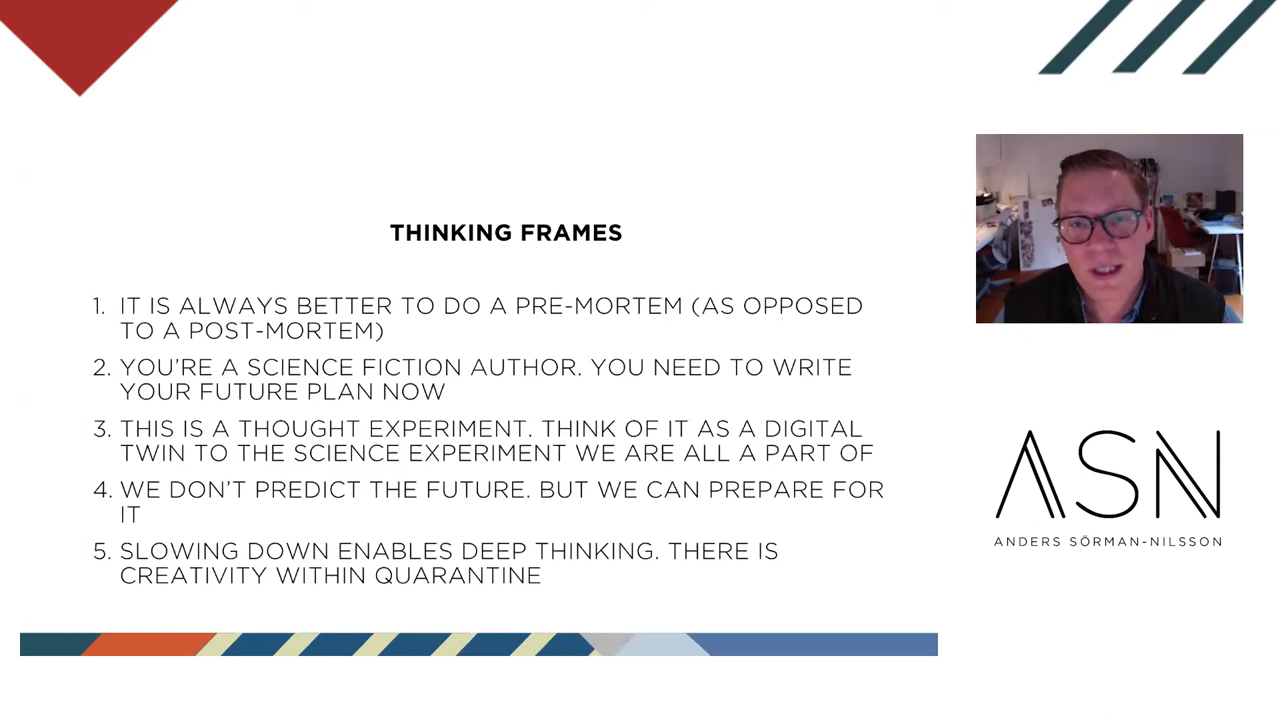 THINKING FRAMES
1. IT IS ALWAYS BETTER TO DO A PRE-MORTEM (AS OPPOSED
TO A POST-MORTEM)
2. YOU’RE A SCIENCE FICTION AUTHOR. YOU NEED TO WRITE
YOUR FUTURE PLAN NOW
3. THIS IS A THOUGHT EXPERIMENT. THINK OF IT AS A DIGITAL
TWIN TO THE SCIENCE EXPERIMENT WE ARE ALL A PART OF
4. WE DON’T PREDICT THE FUTURE. BUT WE CAN PREPARE FOR
IT
5. SLOWING DOWN ENABLES DEEP THINKING. THERE IS
CREATIVITY WITHIN QUARANTINE
ASN
ANDERS SÖRMAN-NILSSON